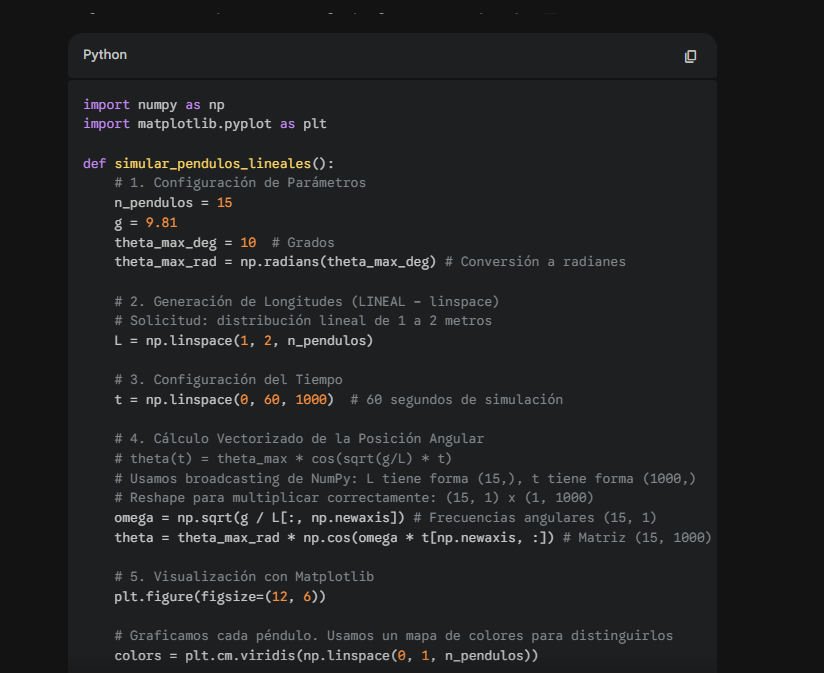 Python
import numpy as np
import matplotlib.pyplot as plt
def simular_pendulos_lineales():
# 1. Configuración de Parámetros
n_pendulos = 15
g = 9.81
theta_max_deg = 10  # Grados
theta_max_rad = np.radians(theta_max_deg) # Conversión a radianes
# 2. Generación de Longitudes (LINEAL - linspace)
# Solicitud: distribución lineal de 1 a 2 metros
L = np.linspace(1, 2, n_pendulos)
# 3. Configuración del Tiempo
t = np.linspace(0, 60, 1000)  # 60 segundos de simulación
# 4. Cálculo Vectorizado de la Posición Angular
# theta(t) = theta_max * cos(sqrt(g/L) * t)
# Usamos broadcasting de NumPy: L tiene forma (15,), t tiene forma (1000,)
# Reshape para multiplicar correctamente: (15, 1) x (1, 1000)
omega = np.sqrt(g / L[:, np.newaxis]) # Frecuencias angulares (15, 1)
theta = theta_max_rad * np.cos(omega * t[np.newaxis, :]) # Matriz (15, 1000)
# 5. Visualización con Matplotlib
plt.figure(figsize=(12, 6))
# Graficamos cada péndulo. Usamos un mapa de colores para distinguirlos
colors = plt.cm.viridis(np.linspace(0, 1, n_pendulos))